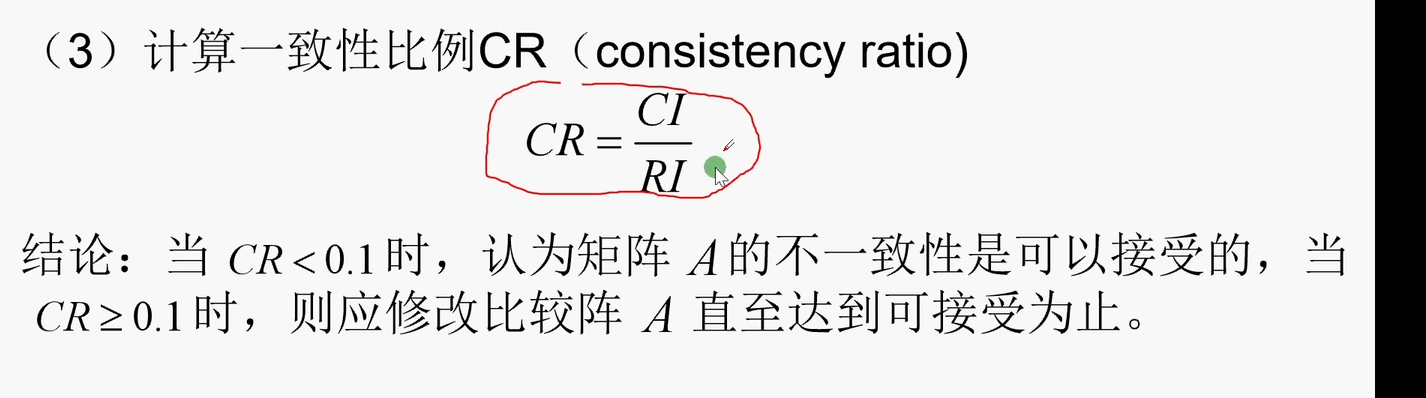 （3）计算一致性比例CR（consistency ratio)
CR = CI / RI
结论：当 CR < 0.1 时，认为矩阵 A 的不一致性是可以接受的，当
CR ≥ 0.1 时，则应修改比较阵 A 直至达到可接受为止。